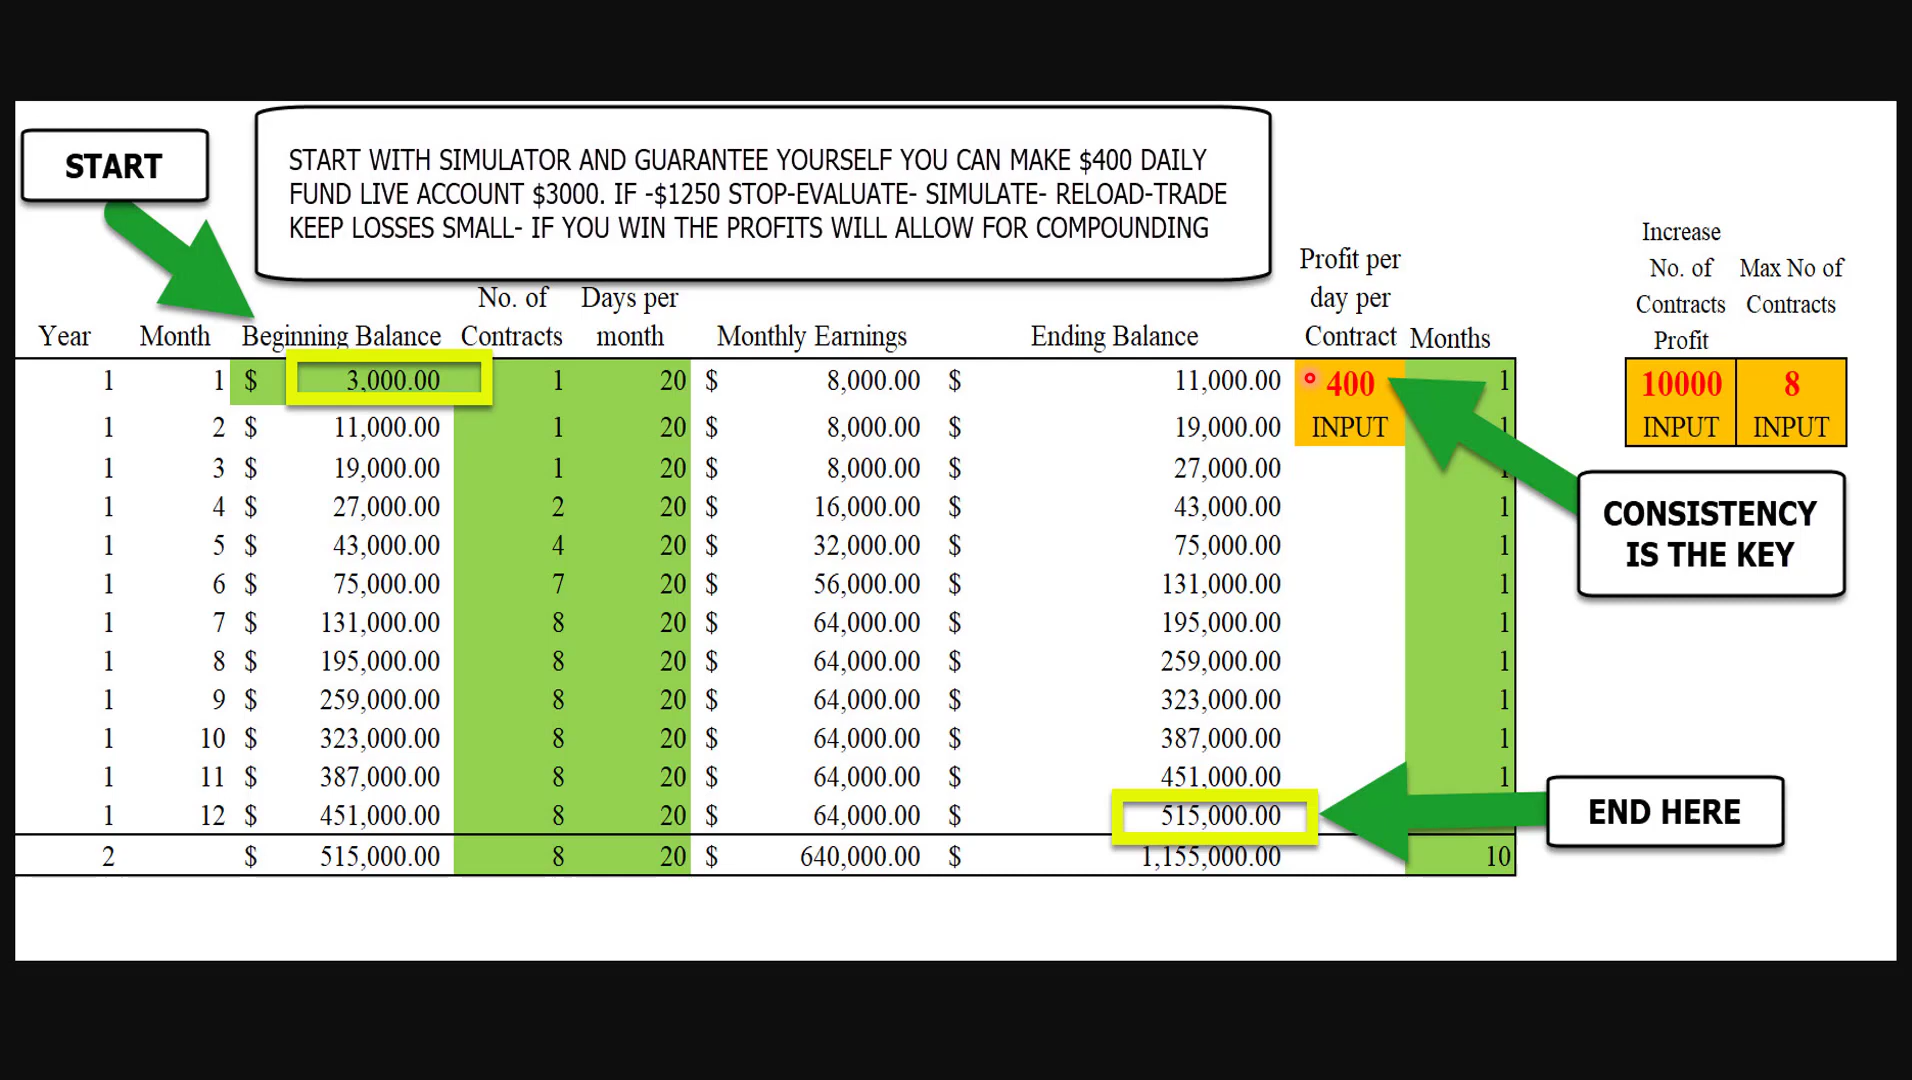 START
START WITH SIMULATOR AND GUARANTEE YOURSELF YOU CAN MAKE $400 DAILY
FUND LIVE ACCOUNT $3000. IF -$1250 STOP-EVALUATE- SIMULATE- RELOAD-TRADE
KEEP LOSSES SMALL- IF YOU WIN THE PROFITS WILL ALLOW FOR COMPOUNDING
Year Month Beginning Balance No. of Contracts Days per month Monthly Earnings Ending Balance Profit per day per Contract Months
Increase No. of Contracts Profit Max No of Contracts
1 1 $ 3,000.00 1 20 $ 8,000.00 $ 11,000.00 400 1 10000 8
1 2 $ 11,000.00 1 20 $ 8,000.00 $ 19,000.00 INPUT 1 INPUT INPUT
1 3 $ 19,000.00 1 20 $ 8,000.00 $ 27,000.00 1
1 4 $ 27,000.00 2 20 $ 16,000.00 $ 43,000.00 1
1 5 $ 43,000.00 4 20 $ 32,000.00 $ 75,000.00 1
1 6 $ 75,000.00 7 20 $ 56,000.00 $ 131,000.00 1
1 7 $ 131,000.00 8 20 $ 64,000.00 $ 195,000.00 1
1 8 $ 195,000.00 8 20 $ 64,000.00 $ 259,000.00 1
1 9 $ 259,000.00 8 20 $ 64,000.00 $ 323,000.00 1
1 10 $ 323,000.00 8 20 $ 64,000.00 $ 387,000.00 1
1 11 $ 387,000.00 8 20 $ 64,000.00 $ 451,000.00 1
1 12 $ 451,000.00 8 20 $ 64,000.00 $ 515,000.00
2 $ 515,000.00 8 20 $ 640,000.00 $ 1,155,000.00 10
CONSISTENCY
IS THE KEY
END HERE